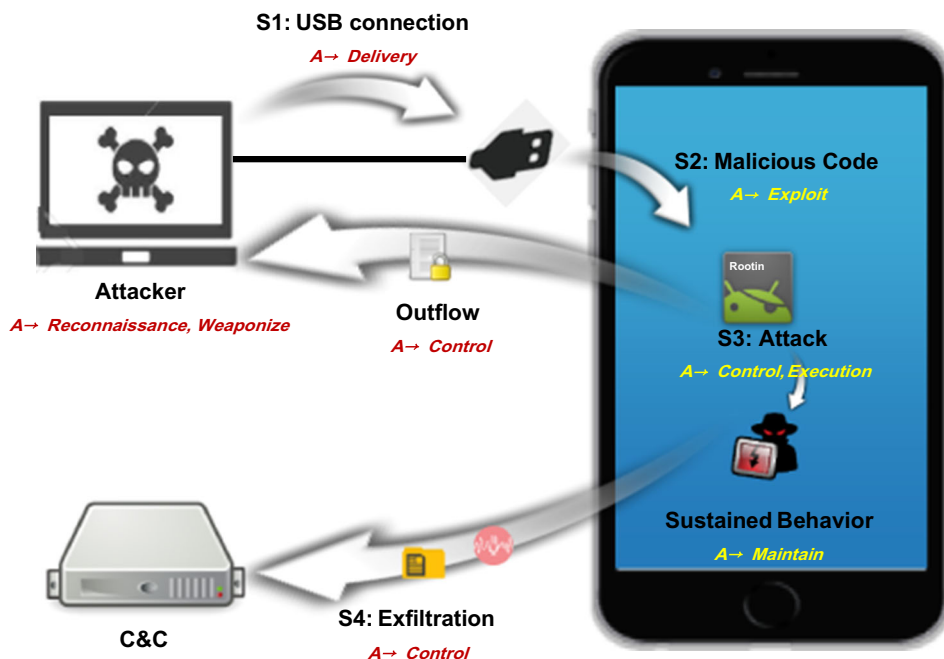 S1: USB connection
A→ Delivery
S2: Malicious Code
A→ Exploit
Rootin
Attacker
A→ Reconnaissance, Weaponize
Outflow
A→ Control
S3: Attack
A→ Control, Execution
Sustained Behavior
A→ Maintain
S4: Exfiltration
A→ Control
C&C